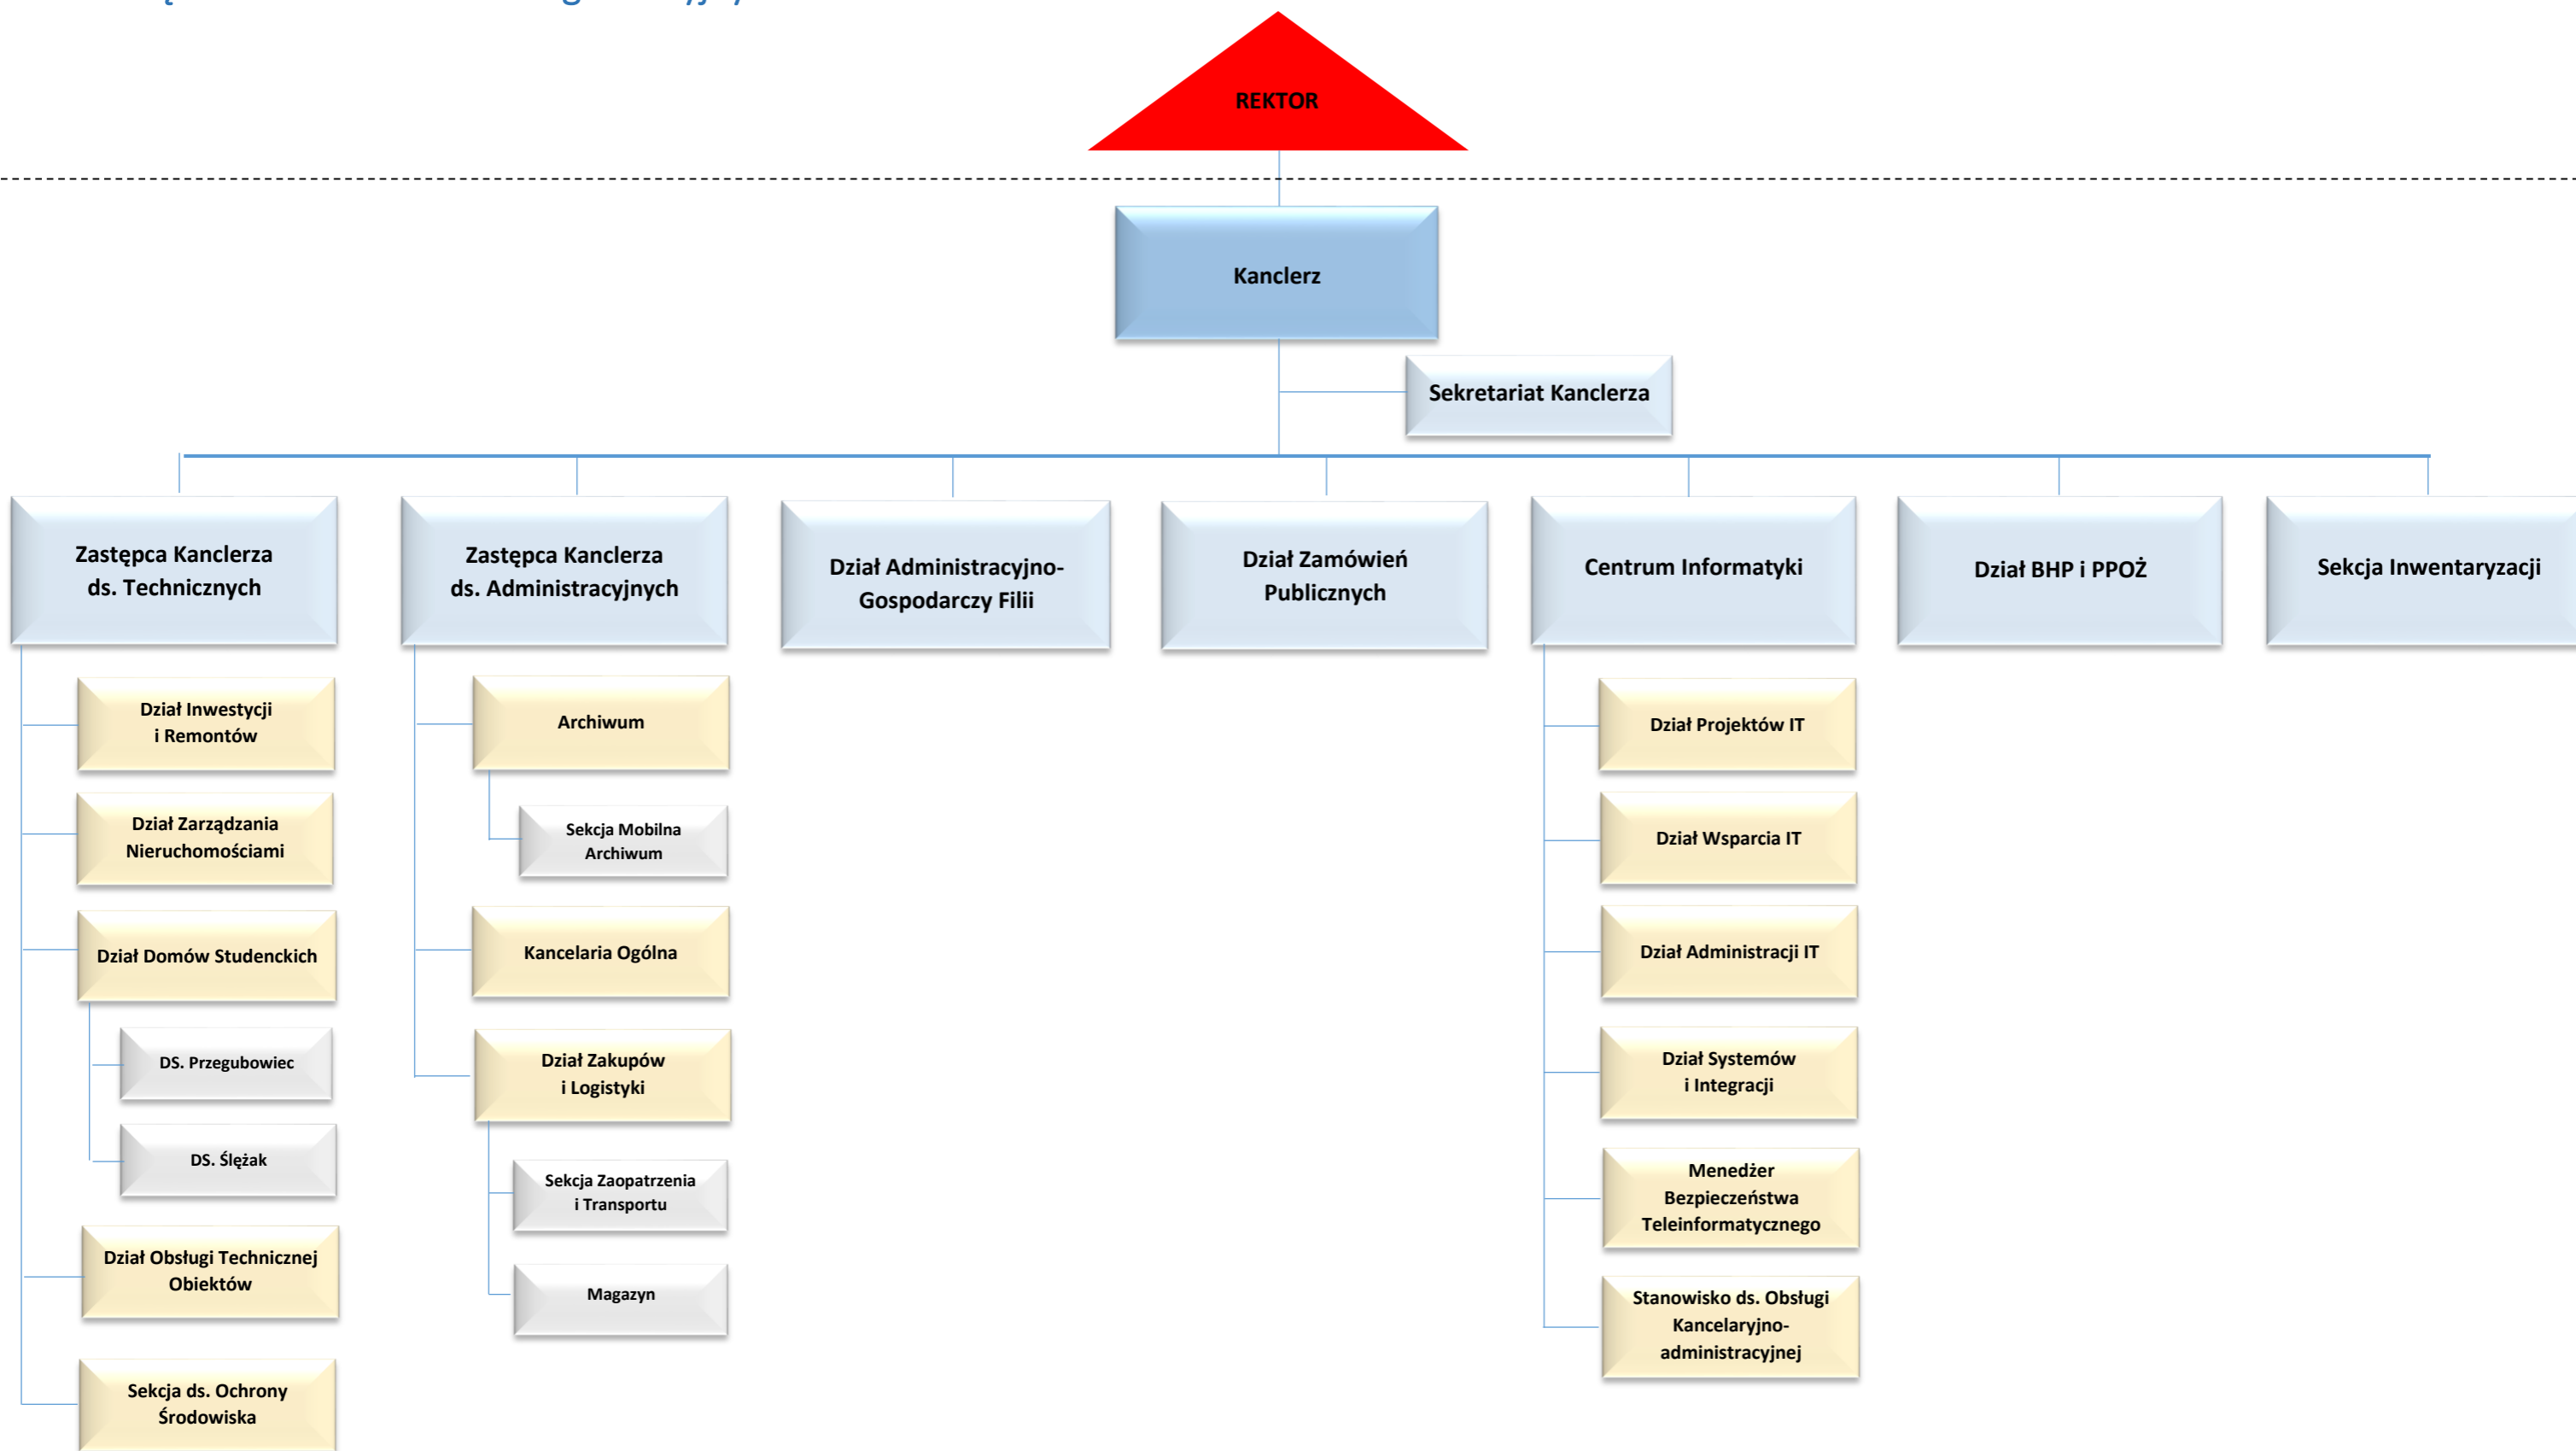 REKTOR
Kanclerz
Sekretariat Kanclerza
Zastępca Kanclerza
ds. Technicznych
Zastępca Kanclerza
ds. Administracyjnych
Dział Administracyjno-
Gospodarczy Filii
Dział Zamówień
Publicznych
Centrum Informatyki
Dział BHP i PPOŻ
Sekcja Inwentaryzacji
Dział Inwestycji
i Remontów
Dział Zarządzania
Nieruchomościami
Dział Domów Studenckich
DS. Przegubowiec
DS. Ślężak
Dział Obsługi Technicznej
Obiektów
Sekcja ds. Ochrony
Środowiska
Archiwum
Sekcja Mobilna
Archiwum
Kancelaria Ogólna
Dział Zakupów
i Logistyki
Sekcja Zaopatrzenia
i Transportu
Magazyn
Dział Projektów IT
Dział Wsparcia IT
Dział Administracji IT
Dział Systemów
i Integracji
Menedżer
Bezpieczeństwa
Teleinformatycznego
Stanowisko ds. Obsługi
Kancelaryjno-
administracyjnej